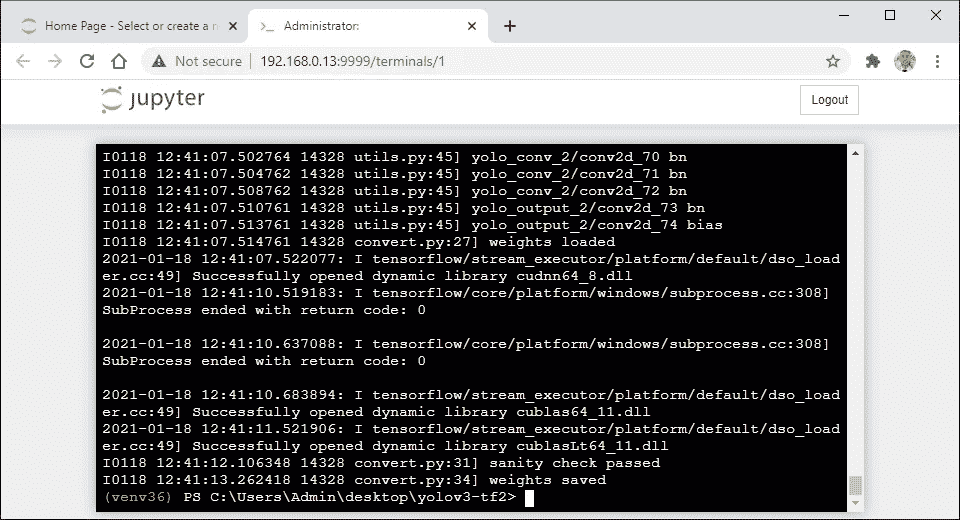 Home Page - Select or create a n
Administrator:
Not secure
192.168.0.13:9999/terminals/1
jupyter
Logout
I0118 12:41:07.502764 14328 utils.py:45] yolo_conv_2/conv2d_70 bn
I0118 12:41:07.504762 14328 utils.py:45] yolo_conv_2/conv2d_71 bn
I0118 12:41:07.508762 14328 utils.py:45] yolo_conv_2/conv2d_72 bn
I0118 12:41:07.510761 14328 utils.py:45] yolo_output_2/conv2d_73 bn
I0118 12:41:07.513761 14328 utils.py:45] yolo_output_2/conv2d_74 bias
I0118 12:41:07.514761 14328 convert.py:27] weights loaded
2021-01-18 12:41:07.522077: I tensorflow/stream_executor/platform/default/dso_load
er.cc:49] Successfully opened dynamic library cudnn64_8.dll
2021-01-18 12:41:10.519183: I tensorflow/core/platform/windows/subprocess.cc:308]
SubProcess ended with return code: 0
2021-01-18 12:41:10.637088: I tensorflow/core/platform/windows/subprocess.cc:308]
SubProcess ended with return code: 0
2021-01-18 12:41:10.683894: I tensorflow/stream_executor/platform/default/dso_load
er.cc:49] Successfully opened dynamic library cublas64_11.dll
2021-01-18 12:41:11.521906: I tensorflow/stream_executor/platform/default/dso_load
er.cc:49] Successfully opened dynamic library cublasLt64_11.dll
I0118 12:41:12.106348 14328 convert.py:31] sanity check passed
I0118 12:41:13.262418 14328 convert.py:34] weights saved
(venv36) PS C:\Users\Admin\desktop\yolov3-tf2>